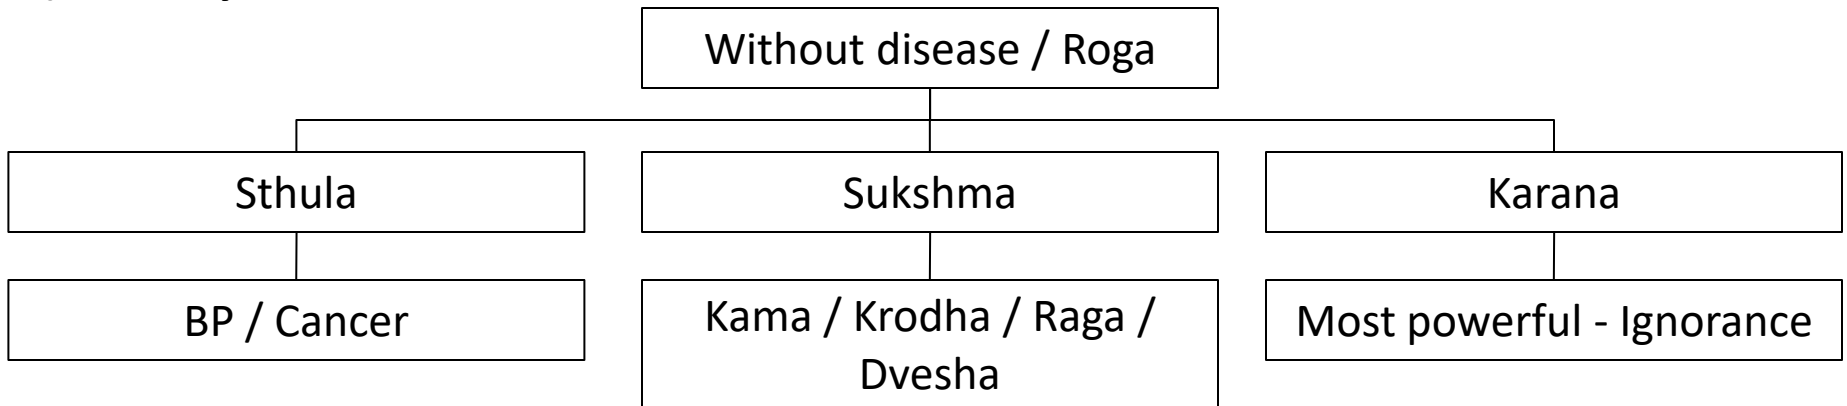 Without disease / Roga
Sthula
Sukshma
Karana
BP / Cancer
Kama / Krodha / Raga /
Dvesha
Most powerful - Ignorance